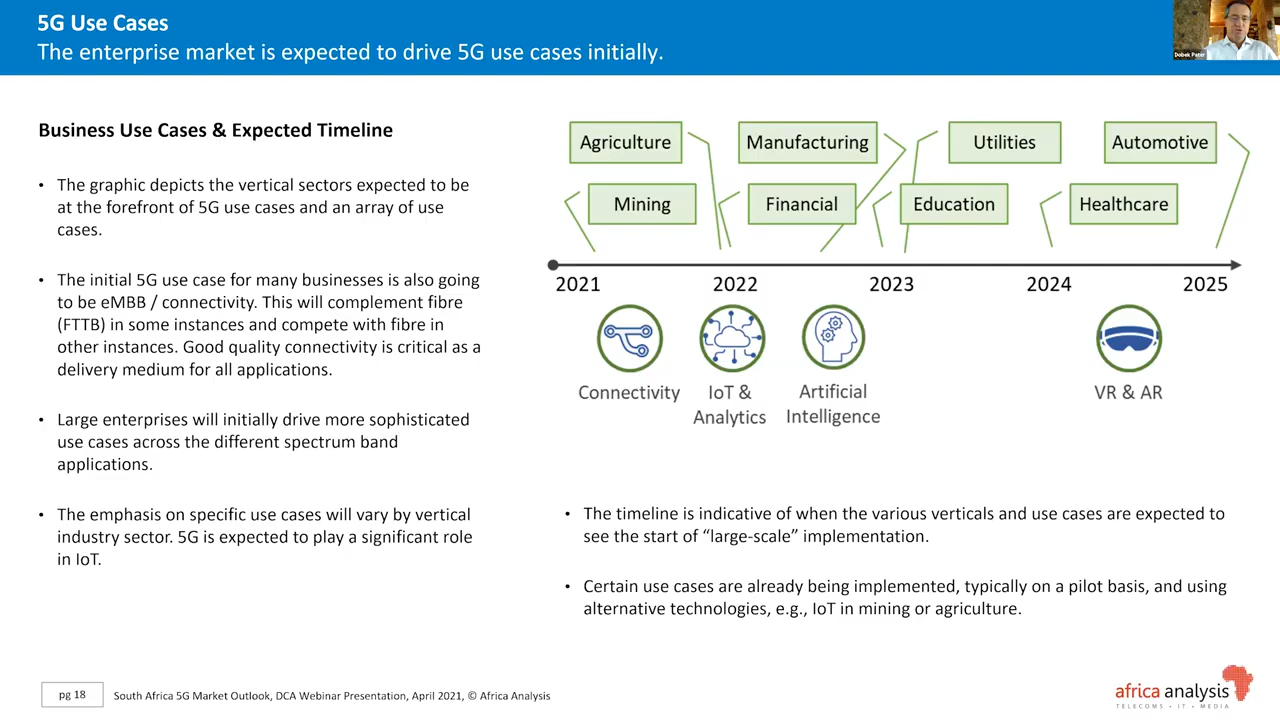 5G Use Cases
The enterprise market is expected to drive 5G use cases initially.
Dobek Pater
Business Use Cases & Expected Timeline
• The graphic depicts the vertical sectors expected to be
at the forefront of 5G use cases and an array of use
cases.
• The initial 5G use case for many businesses is also going
to be eMBB / connectivity. This will complement fibre
(FTTB) in some instances and compete with fibre in
other instances. Good quality connectivity is critical as a
delivery medium for all applications.
• Large enterprises will initially drive more sophisticated
use cases across the different spectrum band
applications.
• The emphasis on specific use cases will vary by vertical
industry sector. 5G is expected to play a significant role
in IoT.
Agriculture
Manufacturing
Utilities
Automotive
Mining
Financial
Education
Healthcare
2021
2022
2023
2024
2025
Connectivity
IoT &
Analytics
Artificial
Intelligence
VR & AR
• The timeline is indicative of when the various verticals and use cases are expected to
see the start of “large-scale” implementation.
• Certain use cases are already being implemented, typically on a pilot basis, and using
alternative technologies, e.g., IoT in mining or agriculture.
pg 18
South Africa 5G Market Outlook, DCA Webinar Presentation, April 2021, © Africa Analysis
africa analysis
TELECOMS • IT • MEDIA